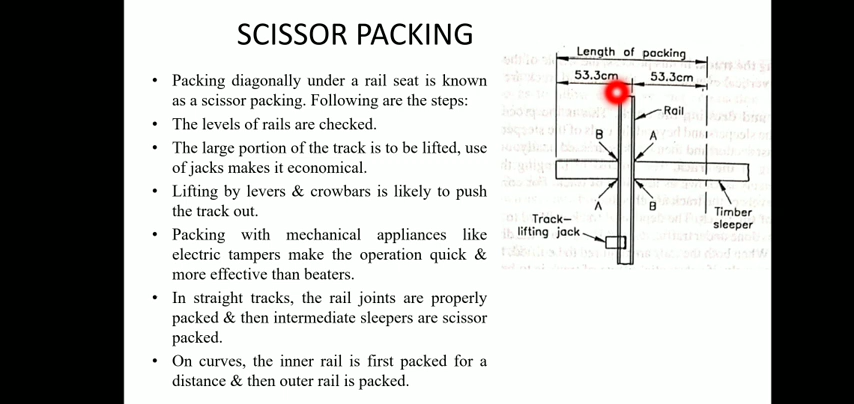 SCISSOR PACKING
• Packing diagonally under a rail seat is known
as a scissor packing. Following are the steps:
• The levels of rails are checked.
• The large portion of the track is to be lifted, use
of jacks makes it economical.
• Lifting by levers & crowbars is likely to push
the track out.
• Packing with mechanical appliances like
electric tampers make the operation quick &
more effective than beaters.
• In straight tracks, the rail joints are properly
packed & then intermediate sleepers are scissor
packed.
• On curves, the inner rail is first packed for a
distance & then outer rail is packed.
Length of packing
53.3cm 53.3cm
Rail
B A
A B
Track-
lifting jack
Timber
sleeper